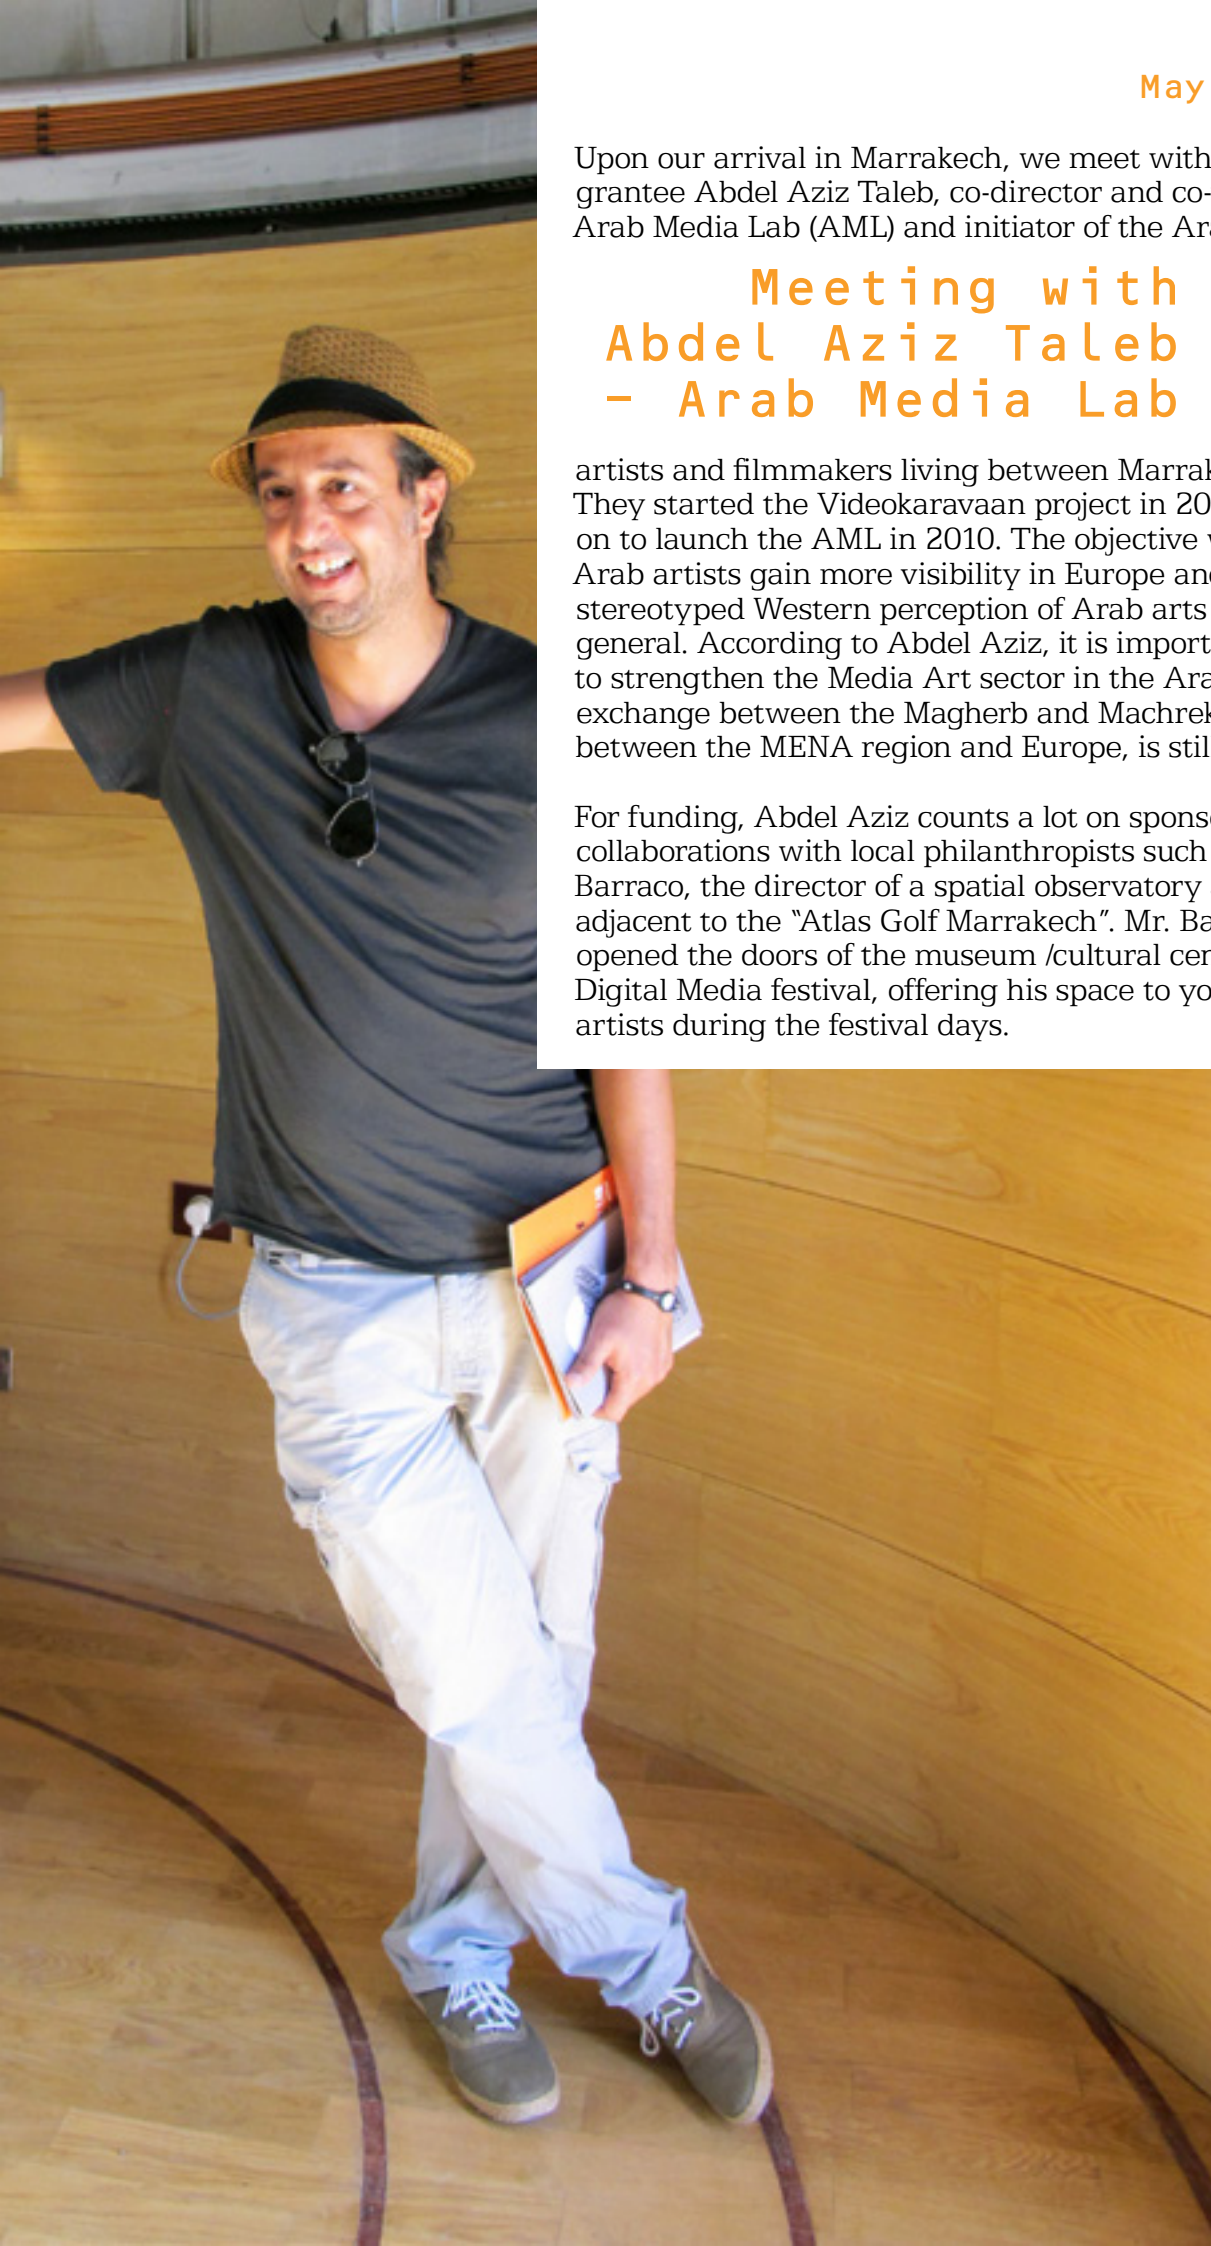 May
Upon our arrival in Marrakech, we meet with
grantee Abdel Aziz Taleb, co-director and co-
Arab Media Lab (AML) and initiator of the
Meeting with
Abdel Aziz Taleb
– Arab Media Lab
artists and filmmakers living between
They started the Videokaravaan project in 20
on to launch the AML in 2010. The objective
Arab artists gain more visibility in Europe
stereotyped Western perception of Arab arts
general. According to Abdel Aziz, it is
to strengthen the Media Art sector in the
exchange between the Magherb and Machrek
between the MENA region and Europe, is
For funding, Abdel Aziz counts a lot on
collaborations with local philanthropists such
Barraco, the director of a spatial observatory
adjacent to the “Atlas Golf Marrakech”. Mr.
opened the doors of the museum /cultural
Digital Media festival, offering his space to
artists during the festival days.